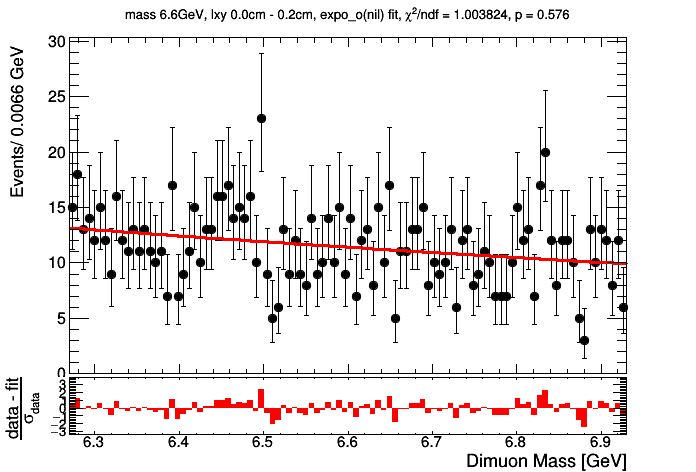 mass 6.6GeV, lxy 0.0cm - 0.2cm, expo_o(nil) fit, χ²/ndf = 1.003824, p = 0.576
Events/ 0.0066 GeV
30
25
20
15
10
5
0
data - fit
σdata
3
2
1
0
−1
−2
−3
6.3 6.4 6.5 6.6 6.7 6.8 6.9
Dimuon Mass [GeV]